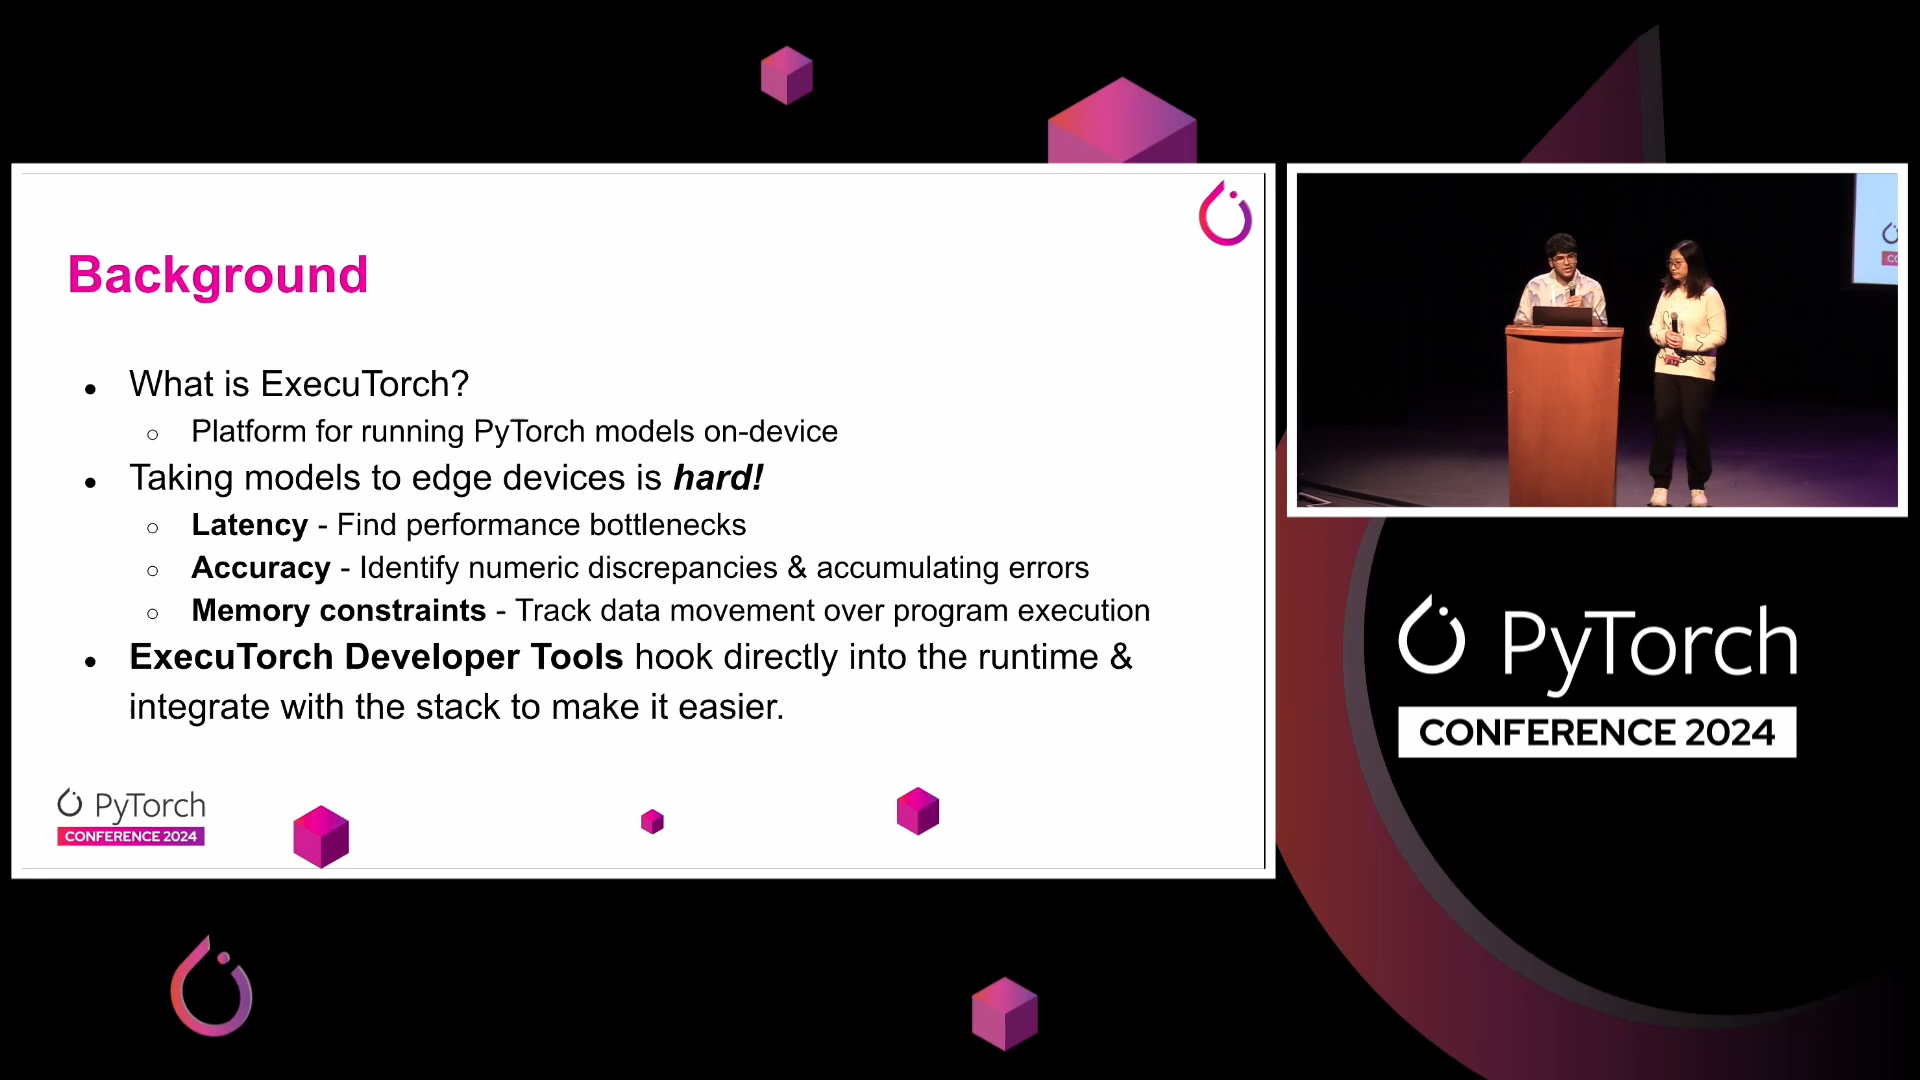 Background
● What is ExecuTorch?
○ Platform for running PyTorch models on-device
● Taking models to edge devices is hard!
○ Latency - Find performance bottlenecks
○ Accuracy - Identify numeric discrepancies & accumulating errors
○ Memory constraints - Track data movement over program execution
● ExecuTorch Developer Tools hook directly into the runtime &
integrate with the stack to make it easier.
PyTorch
CONFERENCE 2024
PyTorch
CONFERENCE 2024